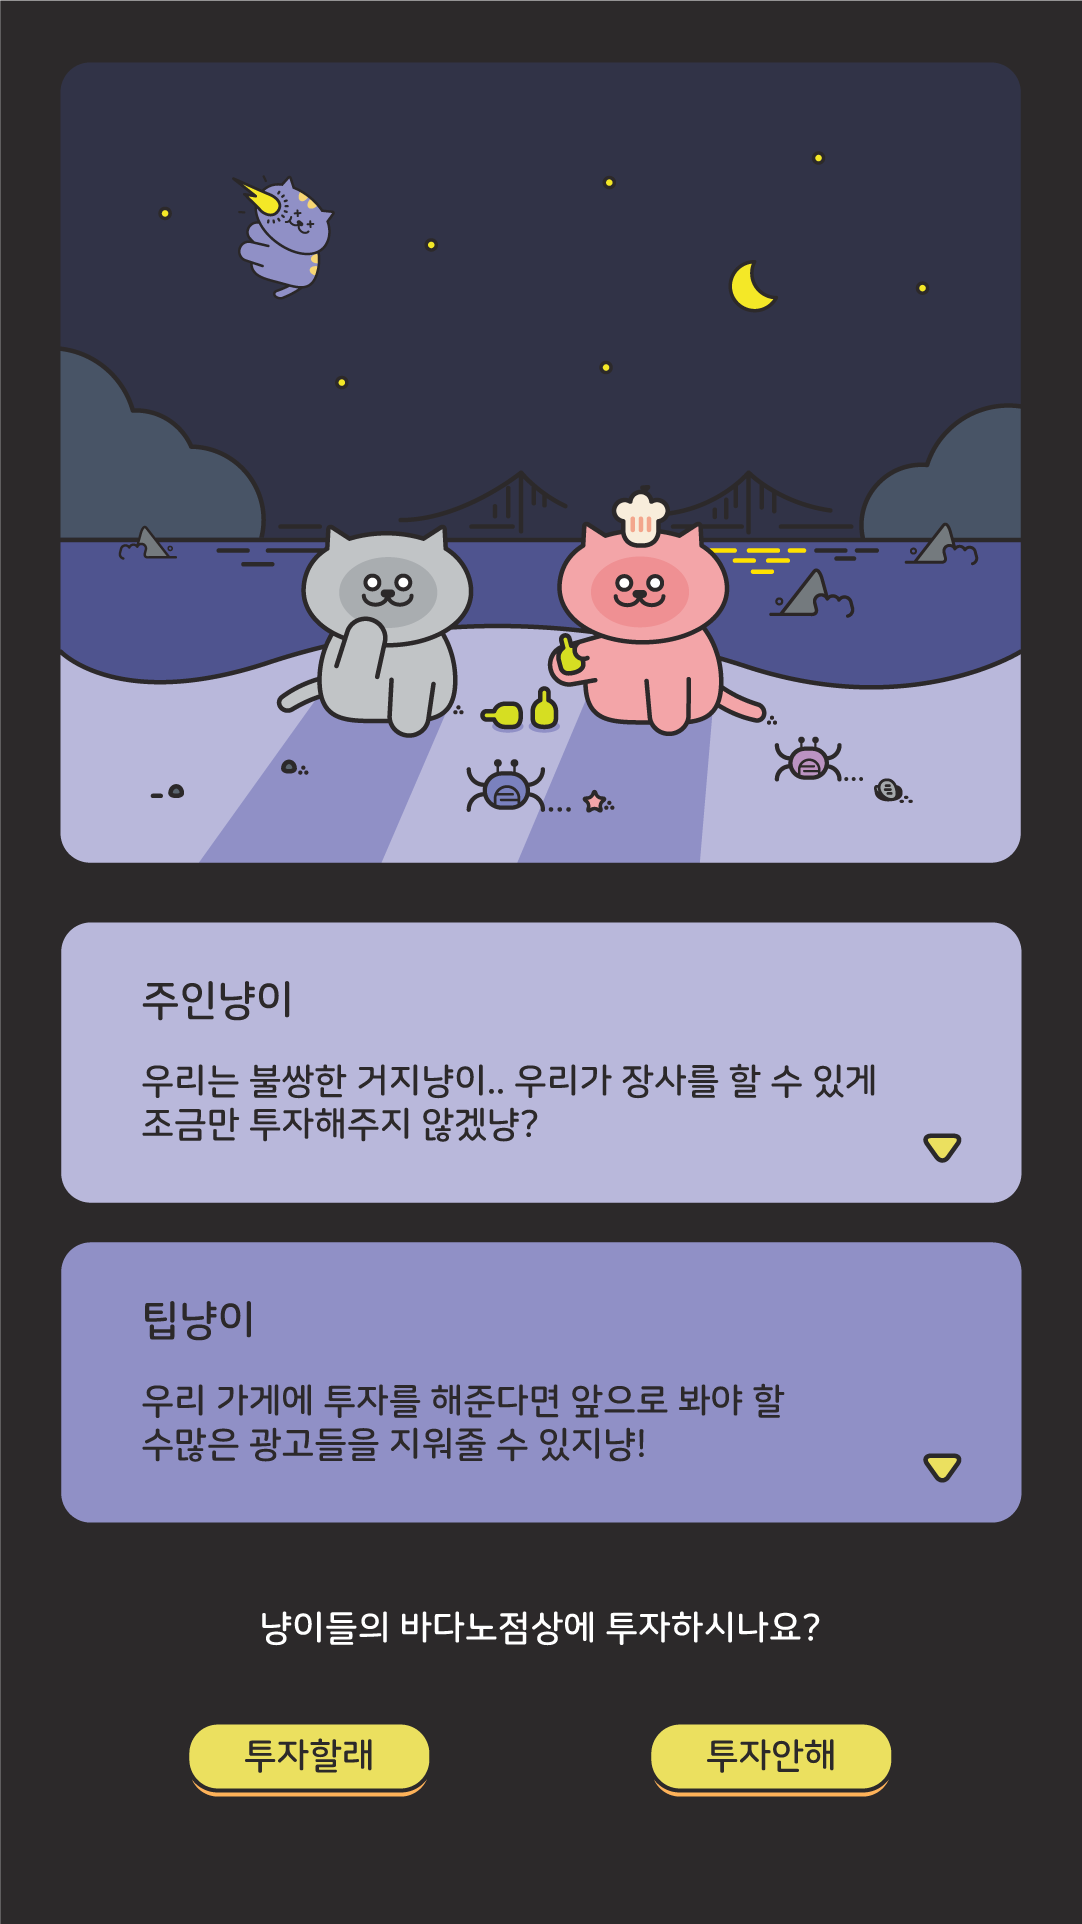 주인냥이
우리는 불쌍한 거지냥이.. 우리가 장사를 할 수 있게
조금만 투자해주지 않겠냥?
팁냥이
우리 가게에 투자를 해준다면 앞으로 봐야 할
수많은 광고들을 지워줄 수 있지냥!
냥이들의 바다노점상에 투자하시나요?
투자할래
투자안해